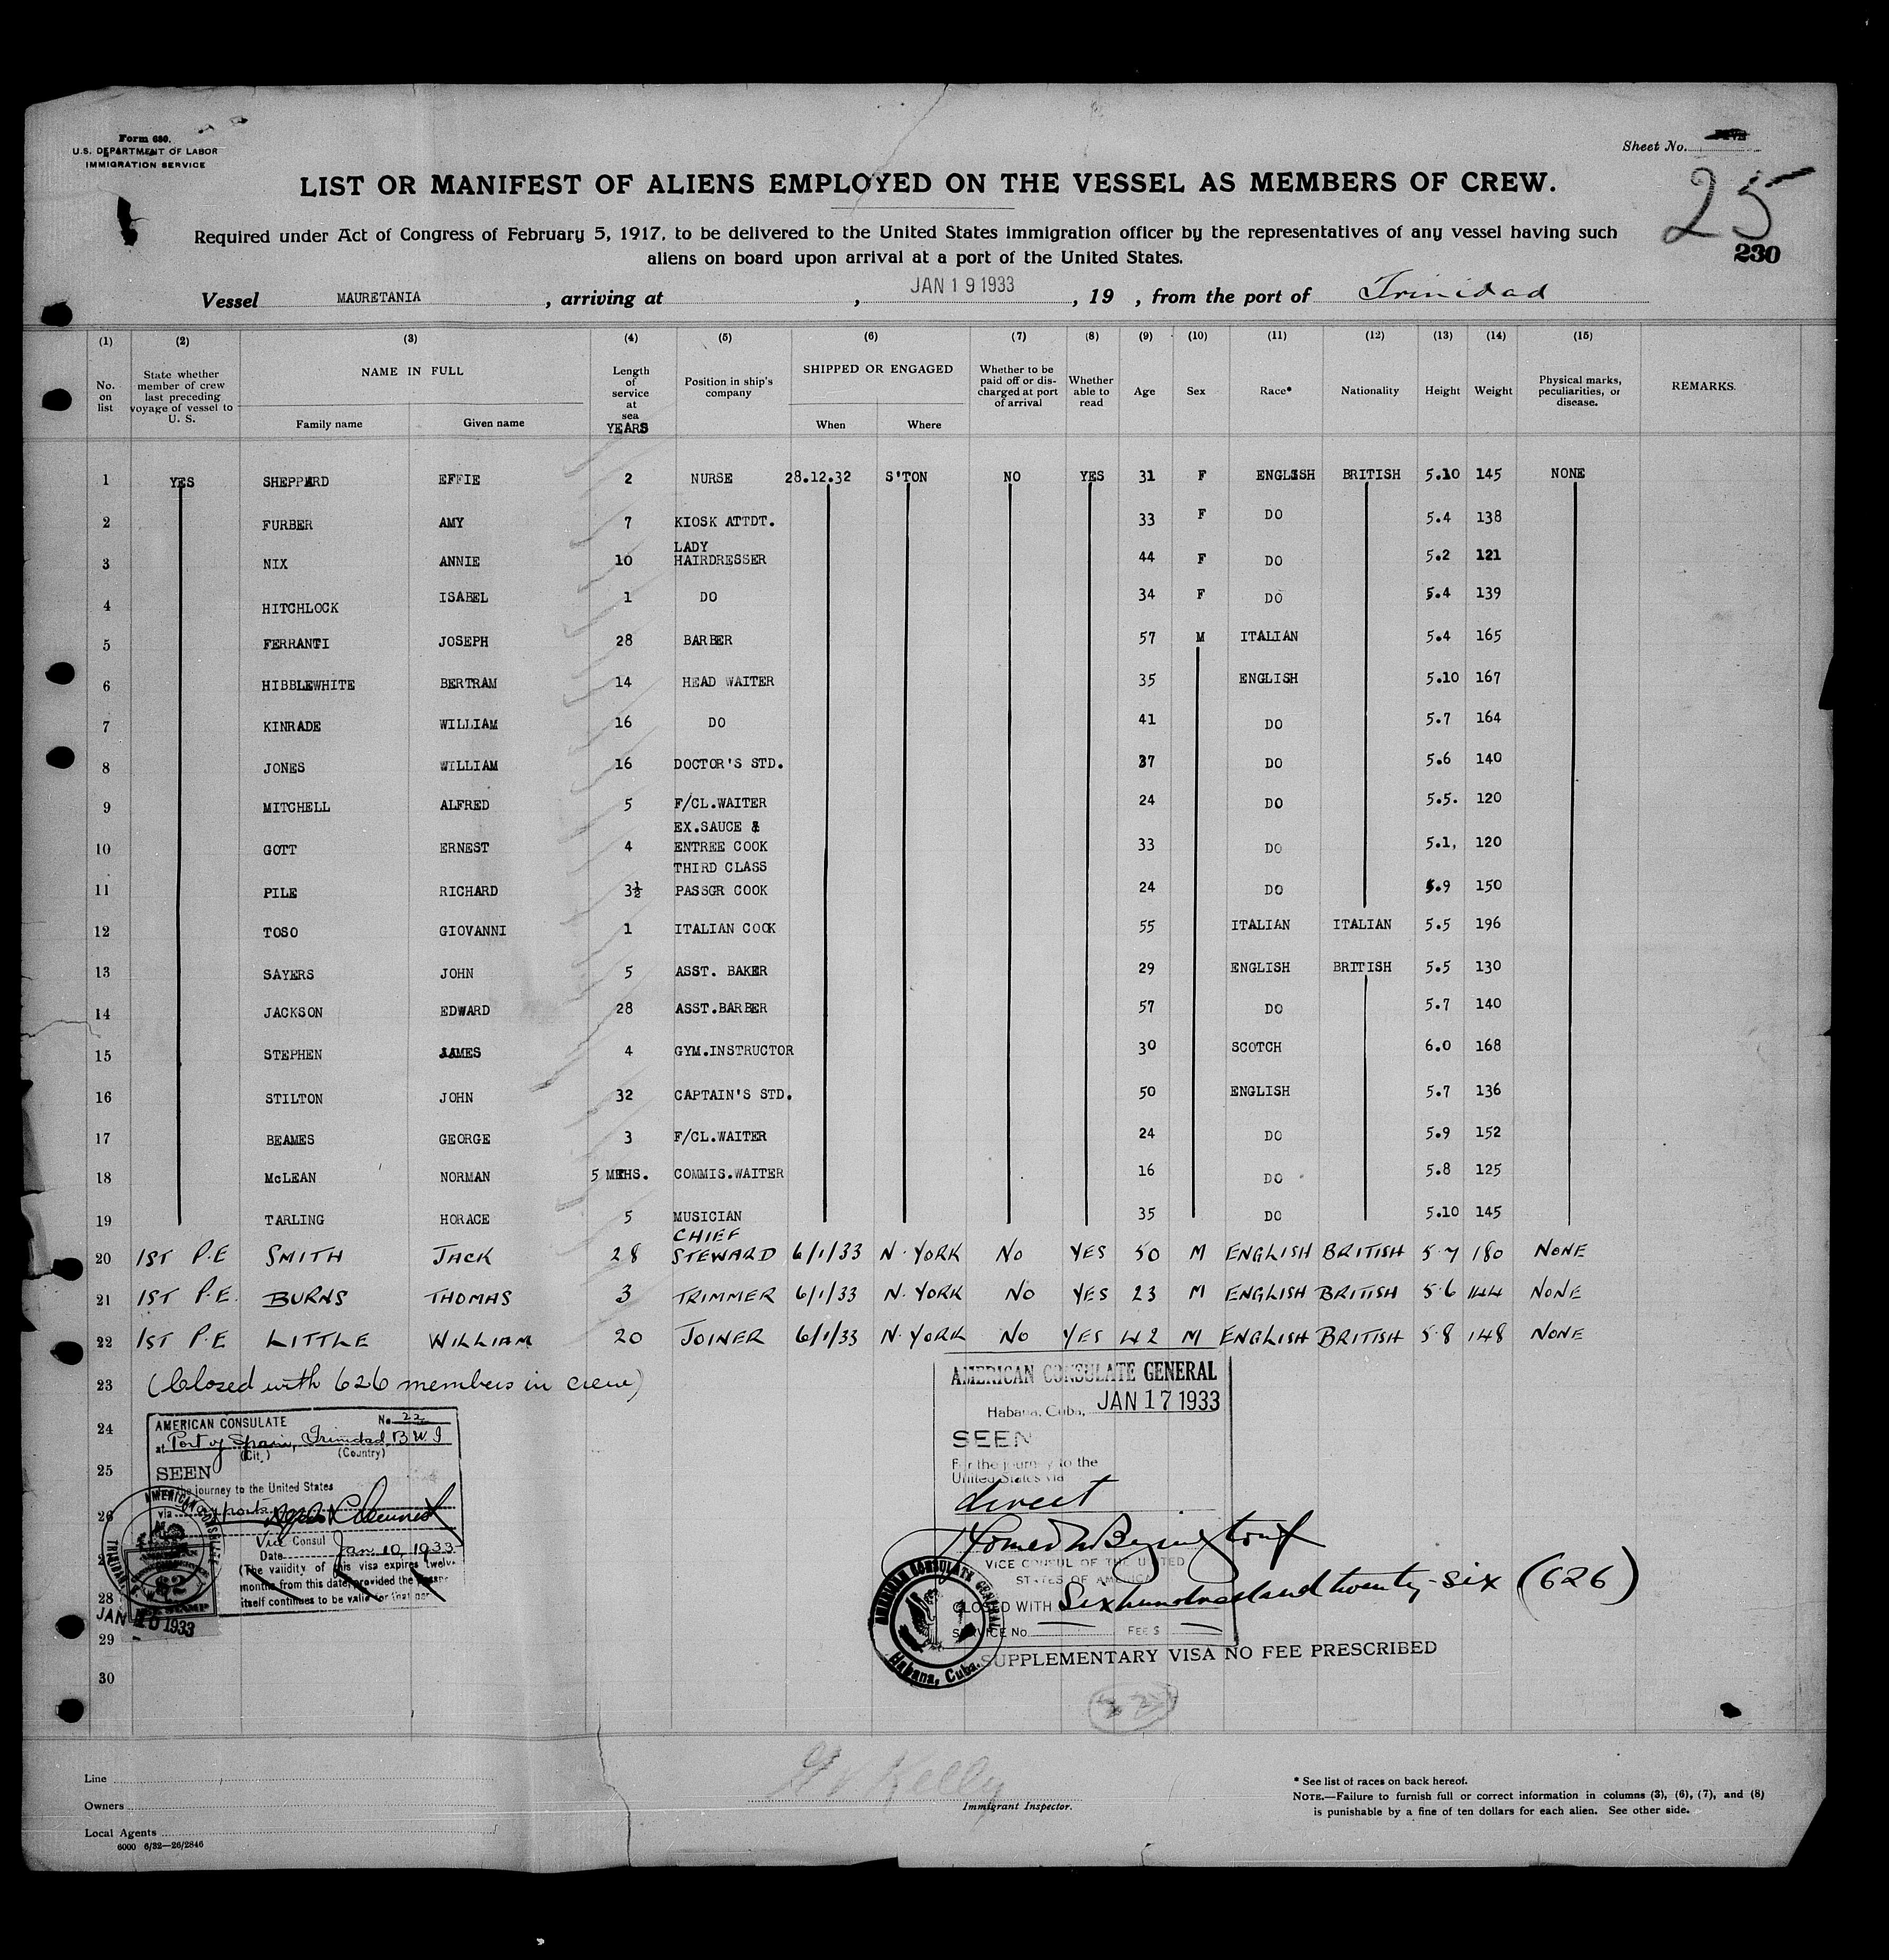 Form 680.
U.S. DEPARTMENT OF LABOR
IMMIGRATION SERVICE
Sheet No.
25
230
LIST OR MANIFEST OF ALIENS EMPLOYED ON THE VESSEL AS MEMBERS OF CREW.
Required under Act of Congress of February 5, 1917, to be delivered to the United States immigration officer by the representatives of any vessel having such
aliens on board upon arrival at a port of the United States.
Vessel MAURETANIA , arriving at , JAN 19 1933 , 19 , from the port of Trinidad
(1) (2) (3) (4) (5) (6) (7) (8) (9) (10) (11) (12) (13) (14) (15)
No. on list State whether member of crew last preceding voyage of vessel to U. S. NAME IN FULL Family name Given name Length of service at sea YEARS Position in ship's company SHIPPED OR ENGAGED When Where Whether to be paid off or discharged at port of arrival Whether able to read Age Sex Race* Nationality Height Weight Physical marks, peculiarities, or disease. REMARKS.
1 YES SHEPPARD EFFIE 2 NURSE 28.12.32 S'TON NO YES 31 F ENGLISH BRITISH 5.10 145 NONE
2 FURBER AMY 7 KIOSK ATTDT. 33 F DO 5.4 138
3 NIX ANNIE 10 LADY HAIRDRESSER 44 F DO 5.2 121
4 HITCHLOCK ISABEL 1 DO 34 F DO 5.4 139
5 FERRANTI JOSEPH 28 BARBER 57 M ITALIAN 5.4 165
6 HIBBLEWHITE BERTRAM 14 HEAD WAITER 35 ENGLISH 5.10 167
7 KINRADE WILLIAM 16 DO 41 DO 5.7 164
8 JONES WILLIAM 16 DOCTOR'S STD. 37 DO 5.6 140
9 MITCHELL ALFRED 5 F/CL.WAITER 24 DO 5.5. 120
10 GOTT ERNEST 4 EX.SAUCE & ENTREE COOK 33 DO 5.1, 120
11 PILE RICHARD 3½ THIRD CLASS PASSGR COOK 24 DO 5.9 150
12 TOSO GIOVANNI 1 ITALIAN COOK 55 ITALIAN ITALIAN 5.5 196
13 SAYERS JOHN 5 ASST. BAKER 29 ENGLISH BRITISH 5.5 130
14 JACKSON EDWARD 28 ASST.BARBER 57 DO 5.7 140
15 STEPHEN JAMES 4 GYM.INSTRUCTOR 30 SCOTCH 6.0 168
16 STILTON JOHN 32 CAPTAIN'S STD. 50 ENGLISH 5.7 136
17 BEAMES GEORGE 3 F/CL.WAITER 24 DO 5.9 152
18 McLEAN NORMAN 5 MTHS. COMMIS.WAITER 16 DO 5.8 125
19 TARLING HORACE 5 MUSICIAN 35 DO 5.10 145
20 1ST P.E SMITH JACK 28 CHIEF STEWARD 6/1/33 N. YORK NO YES 50 M ENGLISH BRITISH 5.7 180 NONE
21 1ST P.E. BURNS THOMAS 3 TRIMMER 6/1/33 N. YORK NO YES 23 M ENGLISH BRITISH 5.6 144 NONE
22 1ST P.E LITTLE WILLIAM 20 JOINER 6/1/33 N. YORK NO YES 42 M ENGLISH BRITISH 5.8 148 NONE
23 (Closed with 626 members in crew)
24
25
26
27
28
29
30
AMERICAN CONSULATE No 22
at Port of Spain, Trinidad, B W I
(City) (Country)
SEEN
the journey to the United States
via
Vice Consul
Date Jan. 10, 1933
(The validity of this visa expires twelve
months from this date, provided the
itself continues to be valid for that
AMERICAN CONSULATE
TRINIDAD
$2
JAN 10 1933
AMERICAN CONSULATE GENERAL
Habana, Cuba, JAN 17 1933
SEEN
For the journey to the
United States via
direct
VICE CONSUL OF THE UNITED
STATES OF AMERICA
CLOSED WITH Six hundred and twenty-six (626)
SERVICE No. FEE $
SUPPLEMENTARY VISA NO FEE PRESCRIBED
AMERICAN CONSULATE GENERAL
Habana, Cuba.
Line
Owners
Local Agents
6000 6/32—26/2846
Kelly
Immigrant Inspector.
* See list of races on back hereof.
NOTE.—Failure to furnish full or correct information in columns (3), (6), (7), and (8)
is punishable by a fine of ten dollars for each alien. See other side.